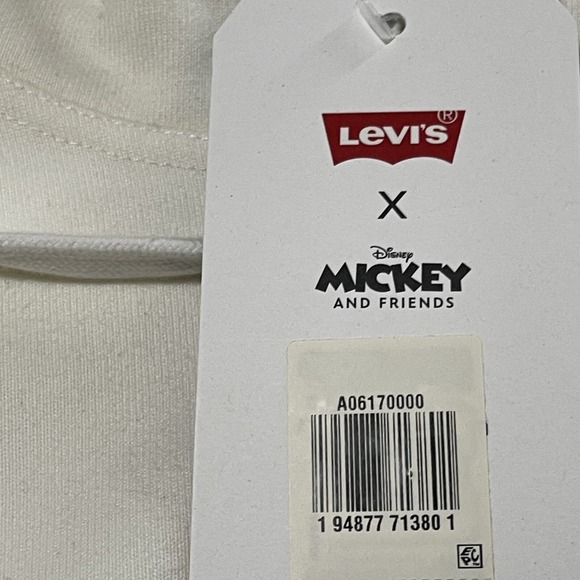 LEVI'S®
X
Disney
MICKEY
AND FRIENDS
A06170000
1 94877 71380 1